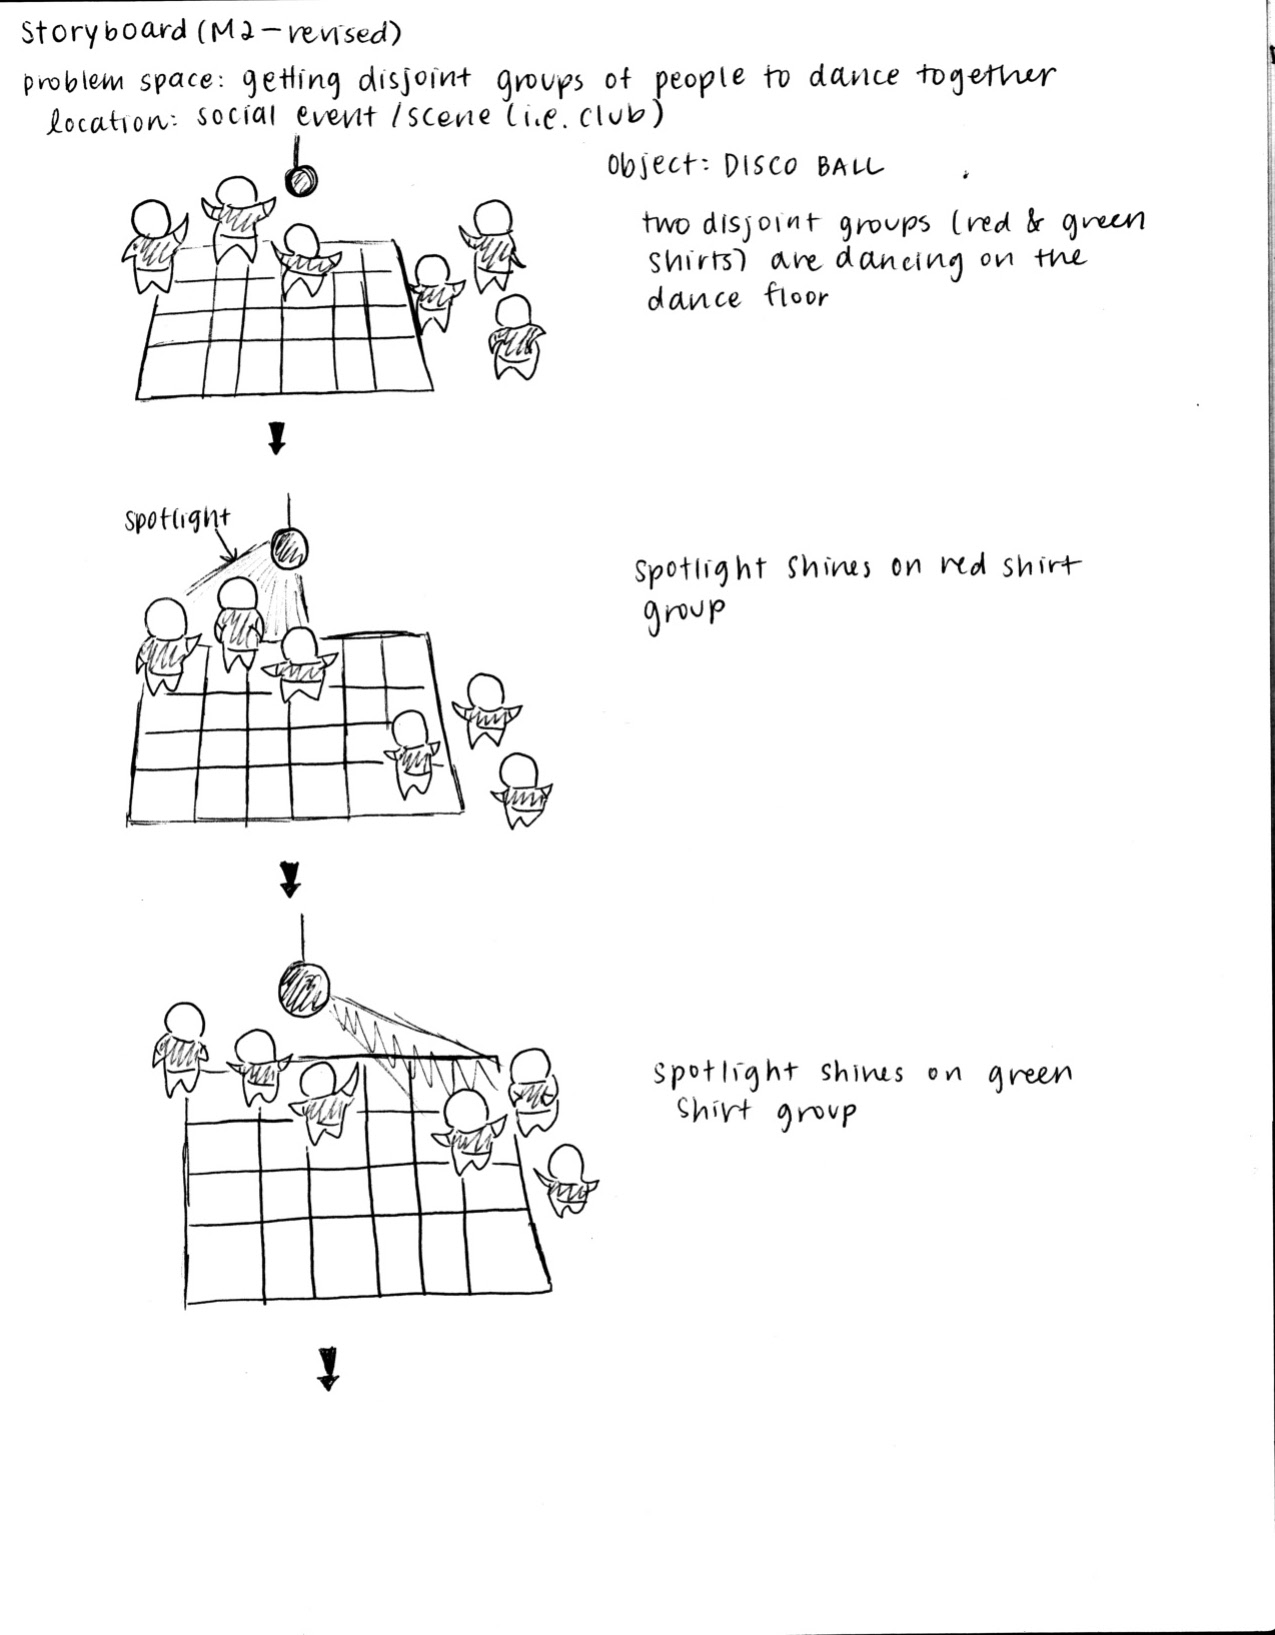 Storyboard (M2 - revised)
problem space: getting disjoint groups of people to dance together
location: social event / scene (i.e. club)
object: DISCO BALL
two disjoint groups (red & green
shirts) are dancing on the
dance floor
spotlight
spotlight shines on red shirt
group
spotlight shines on green
shirt group